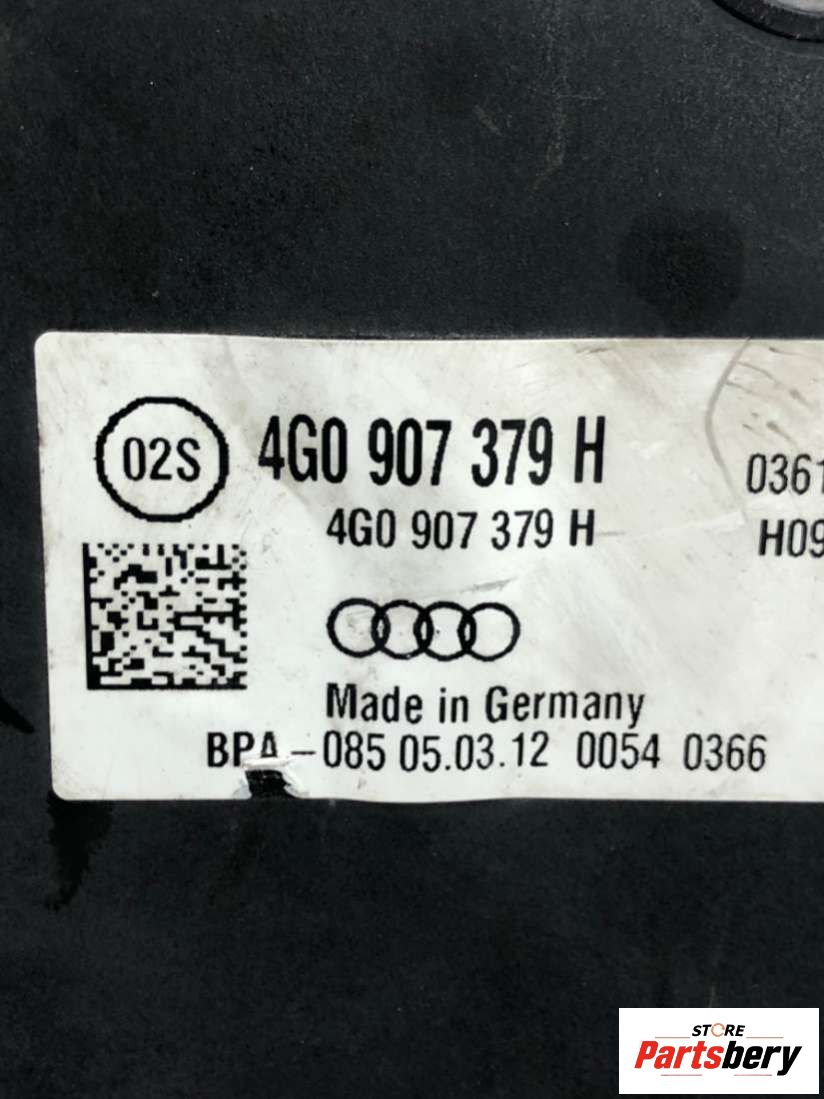 02S 4G0 907 379 H 0361
4G0 907 379 H H09
Made in Germany
BPA-085 05.03.12 0054 0366
STORE
Partsbery